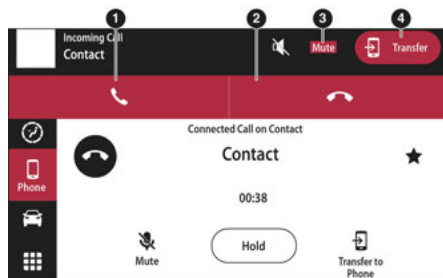 1 2 3 4
Incoming Call
Contact
Mute
Transfer
Connected Call on Contact
Contact
Phone
00:38
Mute
Hold
Transfer to
Phone